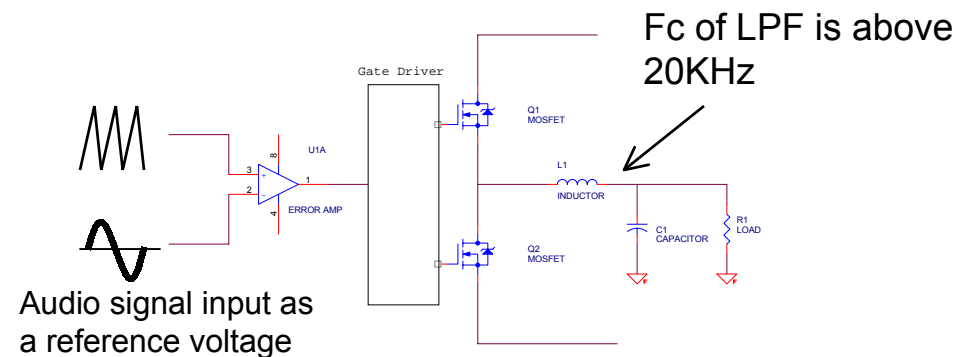 Fc of LPF is above
20KHz
Gate Driver
Q1
MOSFET
U1A
8
3
+
1
2
-
4
ERROR AMP
L1
INDUCTOR
C1
CAPACITOR
R1
LOAD
Q2
MOSFET
Audio signal input as
a reference voltage